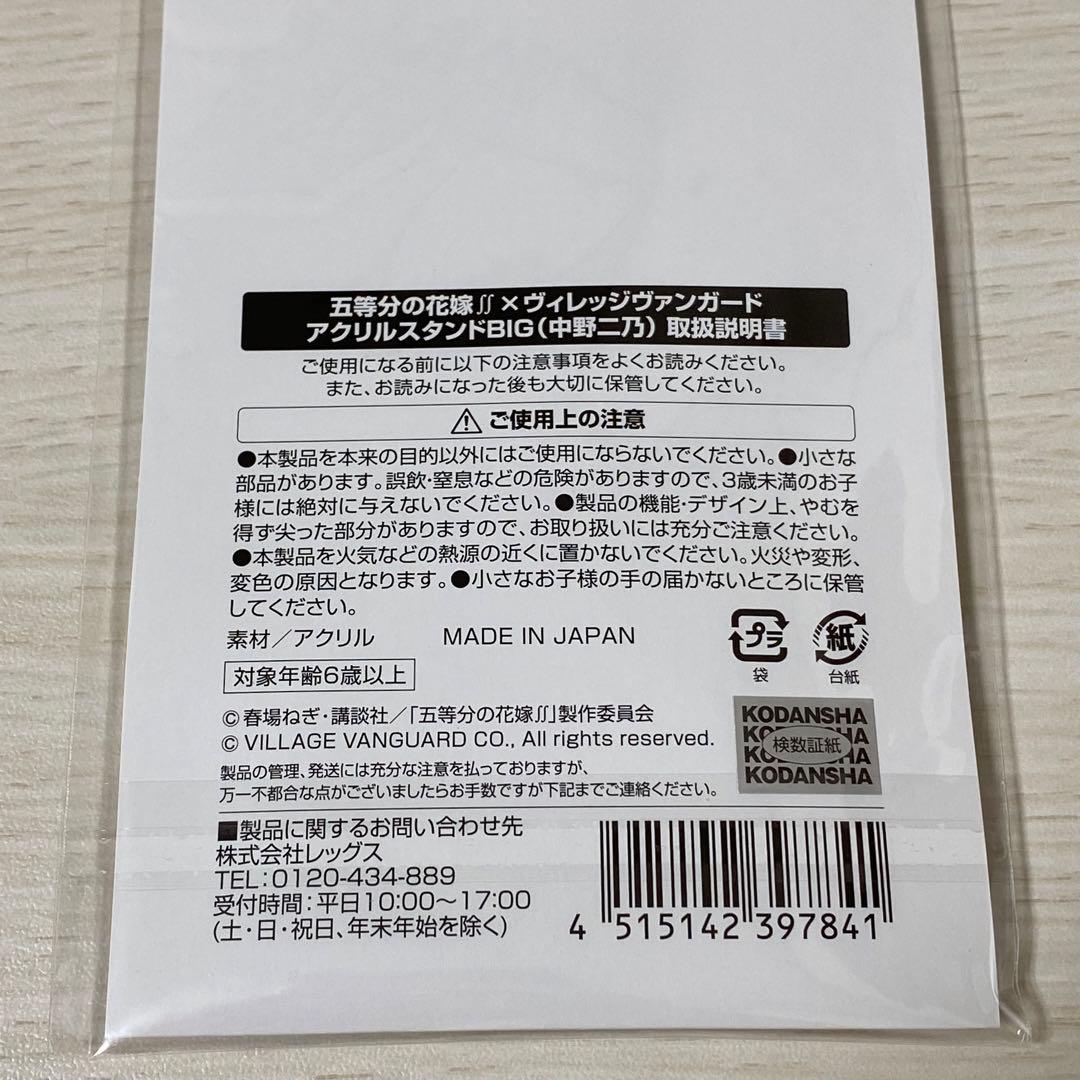 五等分の花嫁∬×ヴィレッジヴァンガード
アクリルスタンドBIG(中野二乃) 取扱説明書
ご使用になる前に以下の注意事項をよくお読みください。
また、お読みになった後も大切に保管してください。
⚠ ご使用上の注意
●本製品を本来の目的以外にはご使用にならないでください。●小さな
部品があります。誤飲・窒息などの危険がありますので、3歳未満のお子
様には絶対に与えないでください。●製品の機能・デザイン上、やむを
得ず尖った部分がありますので、お取り扱いには充分ご注意ください。
●本製品を火気などの熱源の近くに置かないでください。火災や変形、
変色の原因となります。●小さなお子様の手の届かないところに保管
してください。
素材/アクリル MADE IN JAPAN
プラ
袋
紙
台紙
対象年齢6歳以上
©春場ねぎ・講談社/「五等分の花嫁∬」製作委員会
© VILLAGE VANGUARD CO., All rights reserved.
KODANSHA
KODANSHA
検数証紙
KODANSHA
KODANSHA
製品の管理、発送には充分な注意を払っておりますが、
万一不都合な点がございましたらお手数ですが下記までご連絡ください。
■製品に関するお問い合わせ先
株式会社レッグス
TEL:0120-434-889
受付時間:平日10:00〜17:00
(土・日・祝日、年末年始を除く)
4 515142 397841